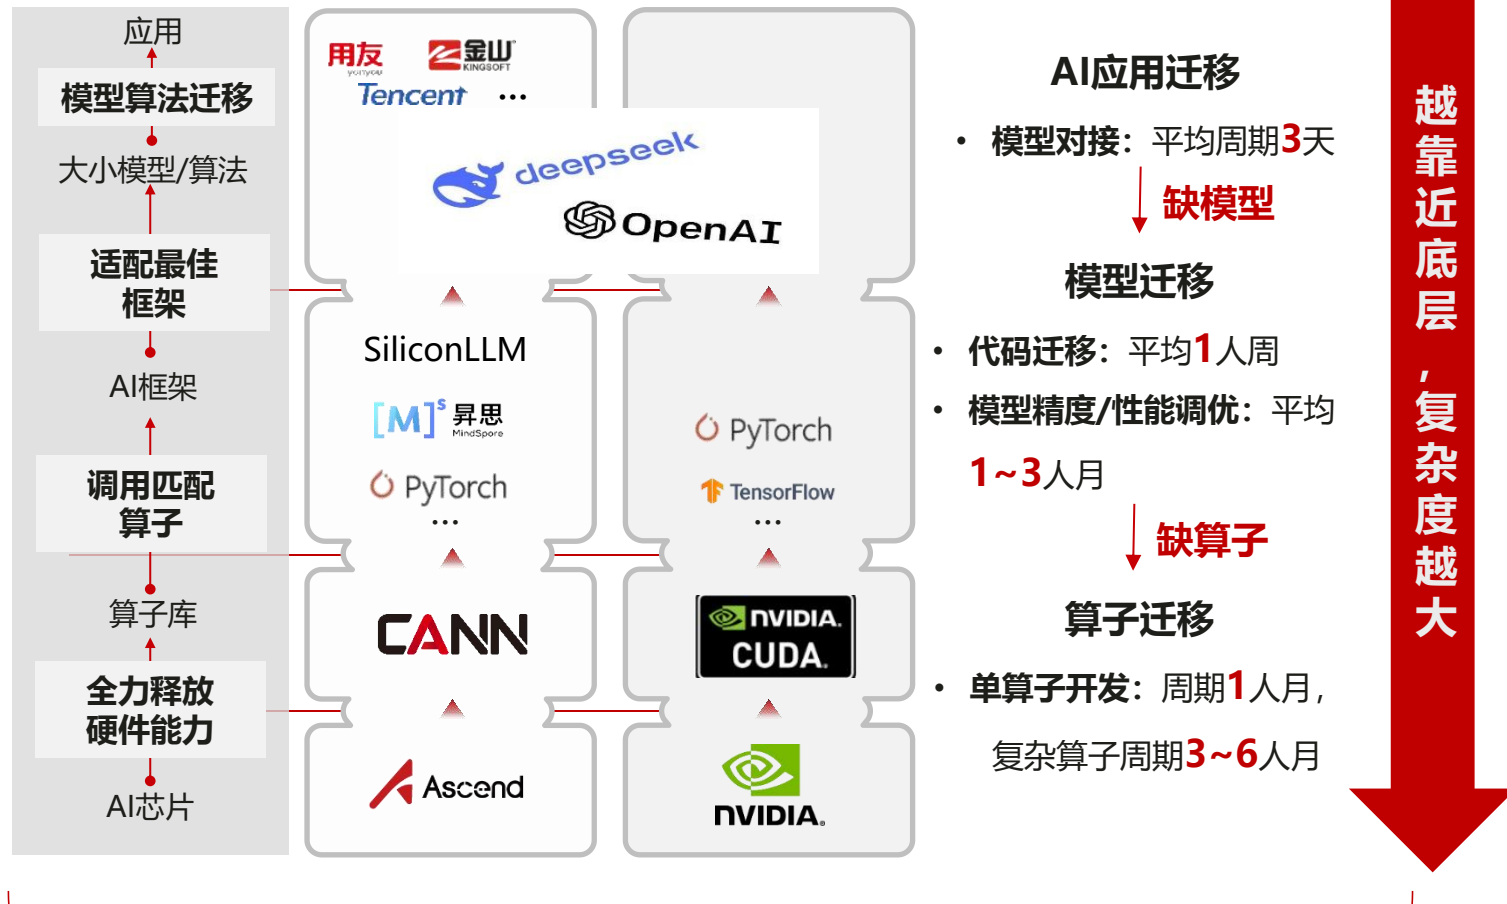 应用
模型算法迁移
大小模型/算法
适配最佳
框架
AI框架
调用匹配
算子
算子库
全力释放
硬件能力
AI芯片
用友
yonyou
金山
KINGSOFT
Tencent ...
deepseek
OpenAI
SiliconLLM
[M]s 昇思
MindSpore
PyTorch
...
CANN
Ascend
PyTorch
TensorFlow
...
NVIDIA.
CUDA.
NVIDIA.
AI应用迁移
• 模型对接：平均周期3天
缺模型
模型迁移
• 代码迁移：平均1人周
• 模型精度/性能调优：平均
1~3人月
缺算子
算子迁移
• 单算子开发：周期1人月，
复杂算子周期3~6人月
越靠近底层,复杂度越大